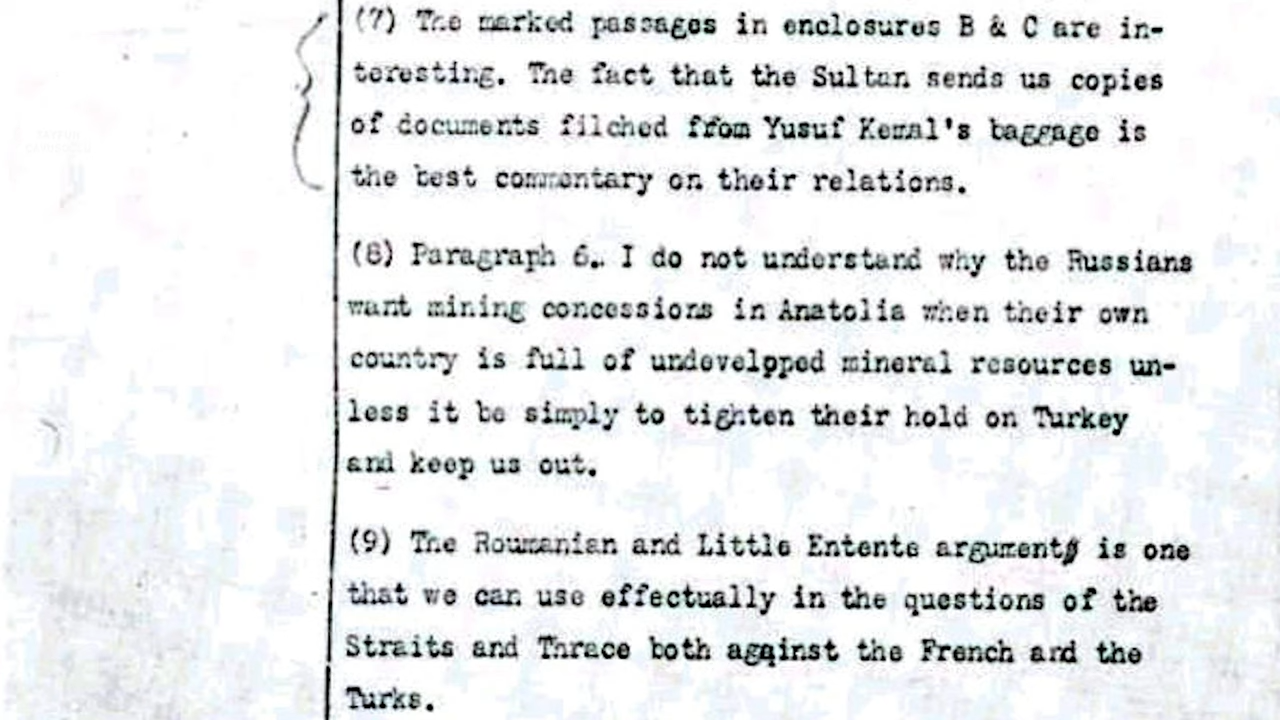 (7) The marked passages in enclosures B & C are in-
teresting. The fact that the Sultan sends us copies
of documents filched ffom Yusuf Kemal's baggage is
the best commentary on their relations.
(8) Paragraph 6.. I do not understand why the Russians
want mining concessions in Anatolia when their own
country is full of undevelpped mineral resources un-
less it be simply to tighten their hold on Turkey
and keep us out.
(9) The Roumanian and Little Entente argument is one
that we can use effectually in the questions of the
Straits and Thrace both against the French and the
Turks.